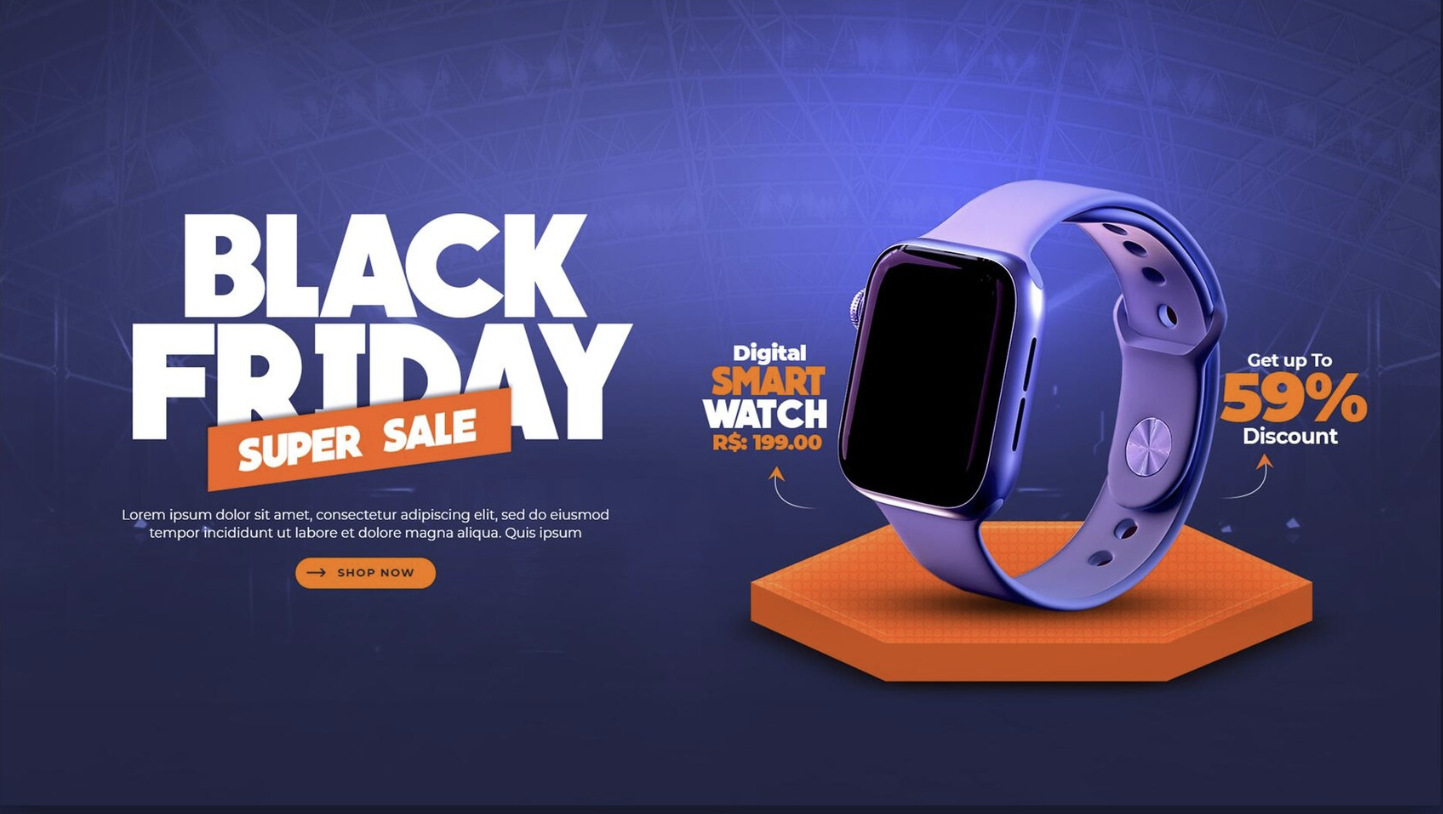 BLACK
FRIDAY
SUPER SALE
Lorem ipsum dolor sit amet, consectetur adipiscing elit, sed do eiusmod
tempor incididunt ut labore et dolore magna aliqua. Quis ipsum
SHOP NOW
Digital
SMART
WATCH
R$: 199.00
Get up To
59%
Discount